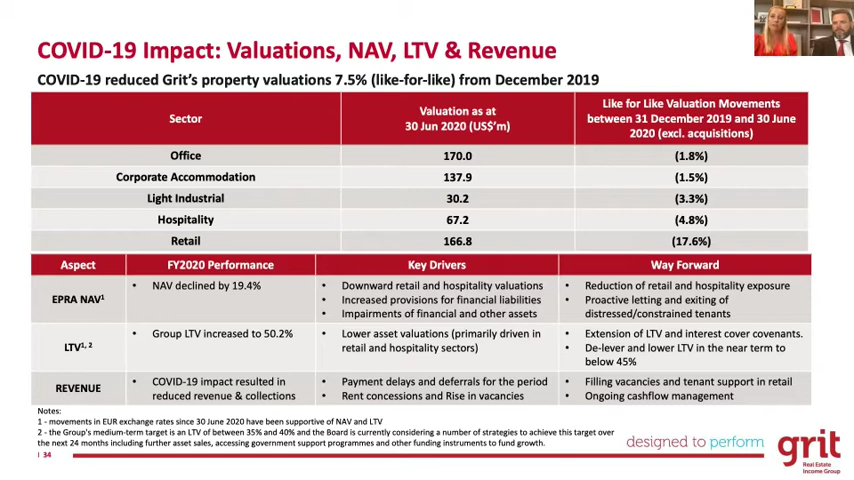 COVID-19 Impact: Valuations, NAV, LTV & Revenue
COVID-19 reduced Grit's property valuations 7.5% (like-for-like) from December 2019
Sector
Valuation as at
30 Jun 2020 (US$'m)
Like for Like Valuation Movements
between 31 December 2019 and 30 June
2020 (excl. acquisitions)
Office 170.0 (1.8%)
Corporate Accommodation 137.9 (1.5%)
Light Industrial 30.2 (3.3%)
Hospitality 67.2 (4.8%)
Retail 166.8 (17.6%)
Aspect FY2020 Performance Key Drivers Way Forward
EPRA NAV1
• NAV declined by 19.4%
• Downward retail and hospitality valuations
• Increased provisions for financial liabilities
• Impairments of financial and other assets
• Reduction of retail and hospitality exposure
• Proactive letting and exiting of
distressed/constrained tenants
LTV1, 2
• Group LTV increased to 50.2%
• Lower asset valuations (primarily driven in
retail and hospitality sectors)
• Extension of LTV and interest cover covenants.
• De-lever and lower LTV in the near term to
below 45%
REVENUE
• COVID-19 impact resulted in
reduced revenue & collections
• Payment delays and deferrals for the period
• Rent concessions and Rise in vacancies
• Filling vacancies and tenant support in retail
• Ongoing cashflow management
Notes:
1 - movements in EUR exchange rates since 30 June 2020 have been supportive of NAV and LTV
2 - the Group's medium-term target is an LTV of between 35% and 40% and the Board is currently considering a number of strategies to achieve this target over
the next 24 months including further asset sales, accessing government support programmes and other funding instruments to fund growth.
| 34
designed to perform
grit
Real Estate
Income Group